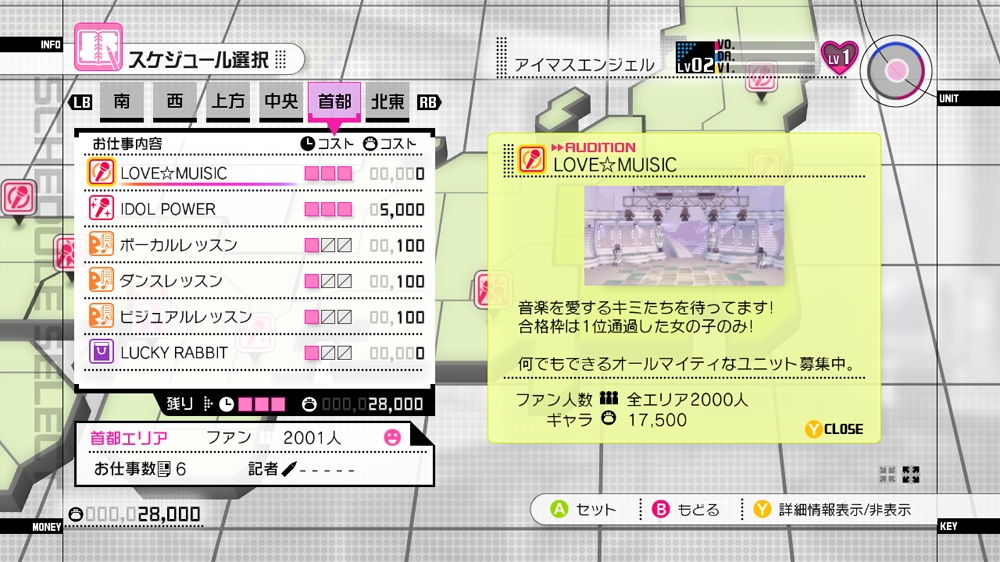 INFO
スケジュール選択
アイマスエンジェル
LV02
VO.
DA.
VI.
LV 1
UNIT
LB 南 西 上方 中央 首都 北東 RB
お仕事内容 コスト コスト
LOVE☆MUISIC 00,000
IDOL POWER 05,000
ボーカルレッスン 00,100
ダンスレッスン 00,100
ビジュアルレッスン 00,100
LUCKY RABBIT 00,000
残り 000,028,000
首都エリア ファン 2001人
お仕事数 6 記者 -----
AUDITION
LOVE☆MUISIC
音楽を愛するキミたちを待ってます!
合格枠は1位通過した女の子のみ!
何でもできるオールマイティなユニット募集中。
ファン人数 全エリア2000人
ギャラ 17,500
Y CLOSE
SCHEDULE SELECT
000,028,000
MONEY
A セット B もどる Y 詳細情報表示/非表示
KEY